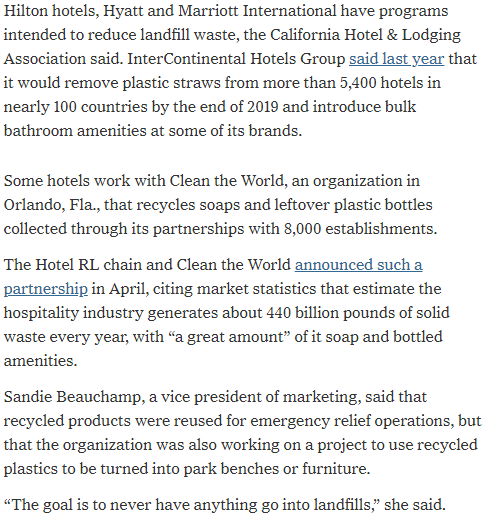 Hilton hotels, Hyatt and Marriott International have programs
intended to reduce landfill waste, the California Hotel & Lodging
Association said. InterContinental Hotels Group said last year that
it would remove plastic straws from more than 5,400 hotels in
nearly 100 countries by the end of 2019 and introduce bulk
bathroom amenities at some of its brands.
Some hotels work with Clean the World, an organization in
Orlando, Fla., that recycles soaps and leftover plastic bottles
collected through its partnerships with 8,000 establishments.
The Hotel RL chain and Clean the World announced such a
partnership in April, citing market statistics that estimate the
hospitality industry generates about 440 billion pounds of solid
waste every year, with “a great amount” of it soap and bottled
amenities.
Sandie Beauchamp, a vice president of marketing, said that
recycled products were reused for emergency relief operations, but
that the organization was also working on a project to use recycled
plastics to be turned into park benches or furniture.
“The goal is to never have anything go into landfills,” she said.